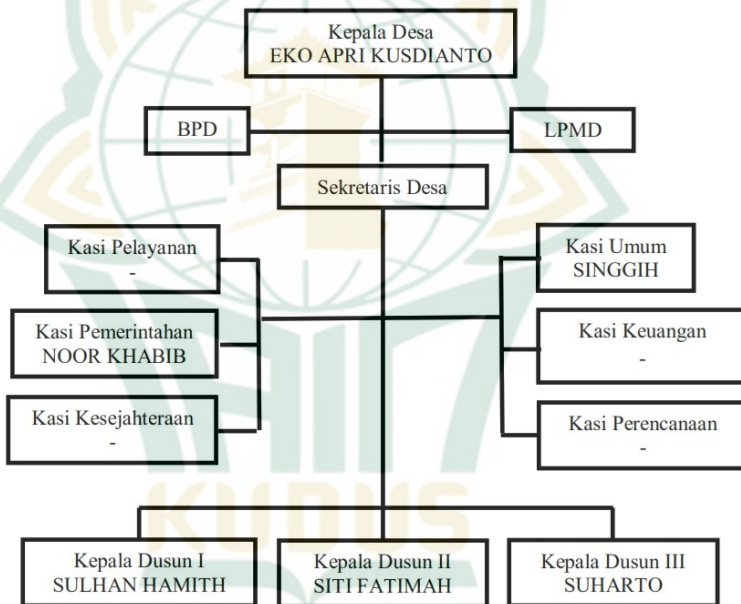 Kepala Desa
EKO APRI KUSDIANTO
BPD
LPMD
Sekretaris Desa
Kasi Pelayanan
-
Kasi Umum
SINGGIH
Kasi Pemerintahan
NOOR KHABIB
Kasi Keuangan
-
Kasi Kesejahteraan
-
Kasi Perencanaan
-
KUDUS
Kepala Dusun I
SULHAN HAMITH
Kepala Dusun II
SITI FATIMAH
Kepala Dusun III
SUHARTO